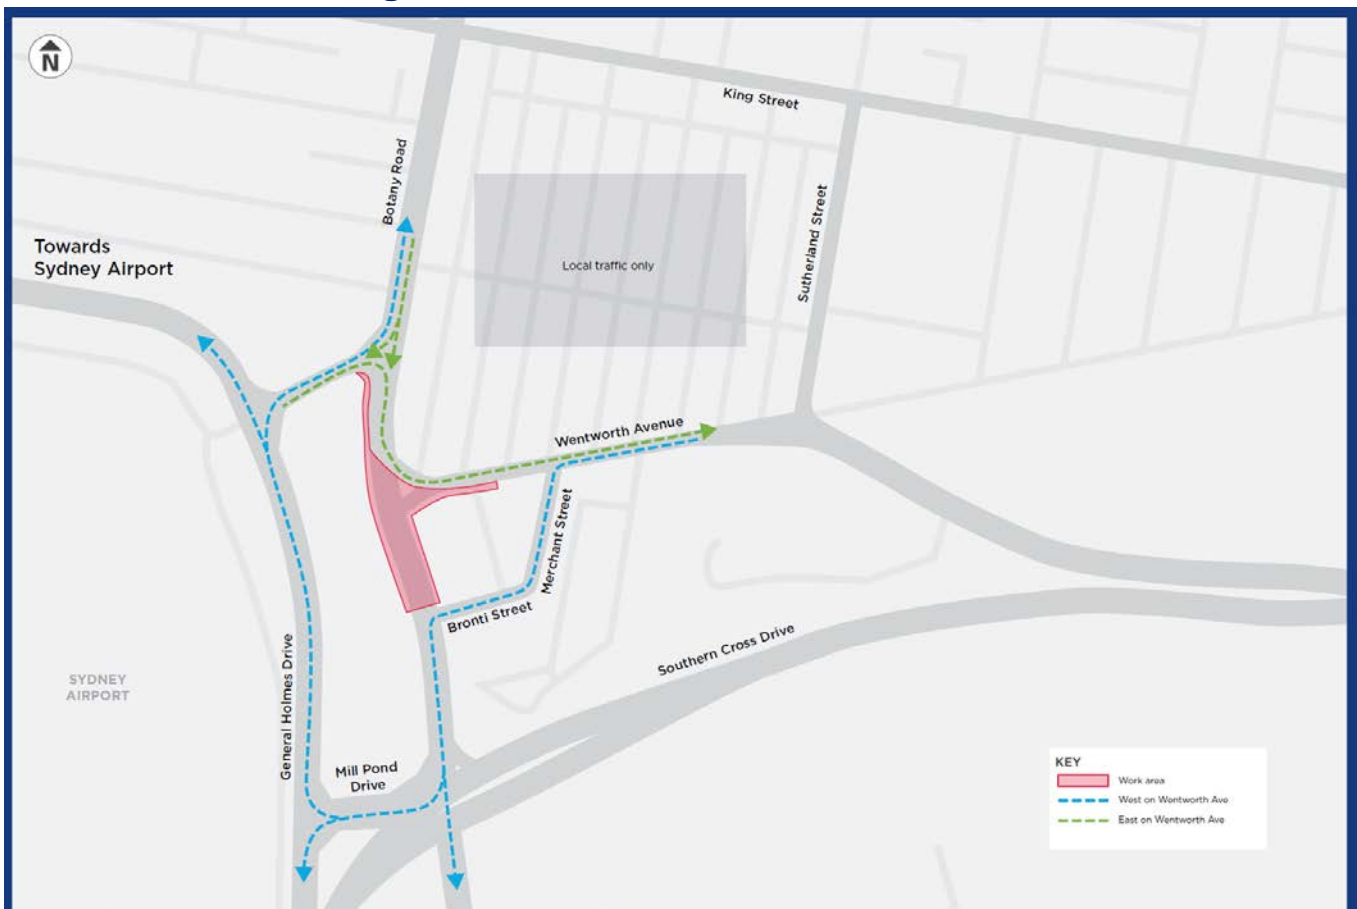 N
King Street
Botany Road
Sutherland Street
Towards
Sydney Airport
Local traffic only
Wentworth Avenue
Merchant Street
Bronti Street
Southern Cross Drive
General Holmes Drive
SYDNEY
AIRPORT
Mill Pond
Drive
KEY
Work area
West on Wentworth Ave
East on Wentworth Ave